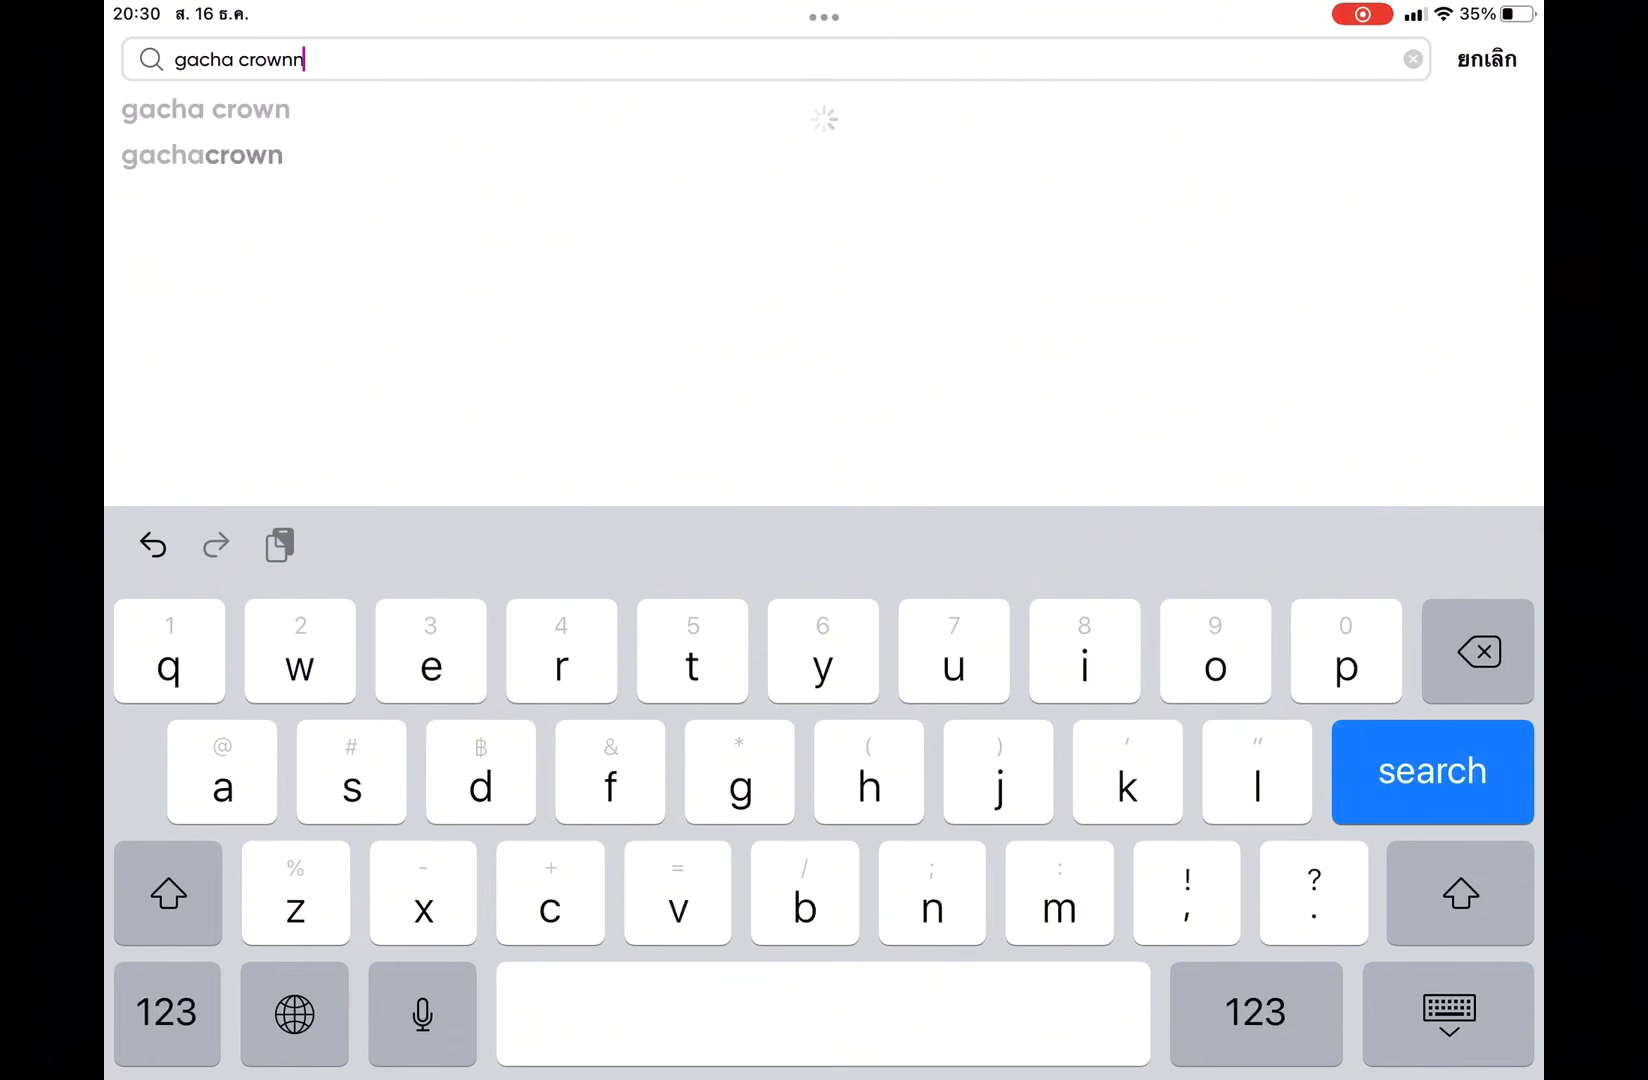 20:30 ส. 16 ธ.ค. 35%
gacha crownn ยกเลิก
gacha crown
gachacrown
1 2 3 4 5 6 7 8 9 0
q w e r t y u i o p
@ # ฿ & * ( ) ' "
a s d f g h j k l search
% - + = / ; : ! ?
z x c v b n m , .
123 123